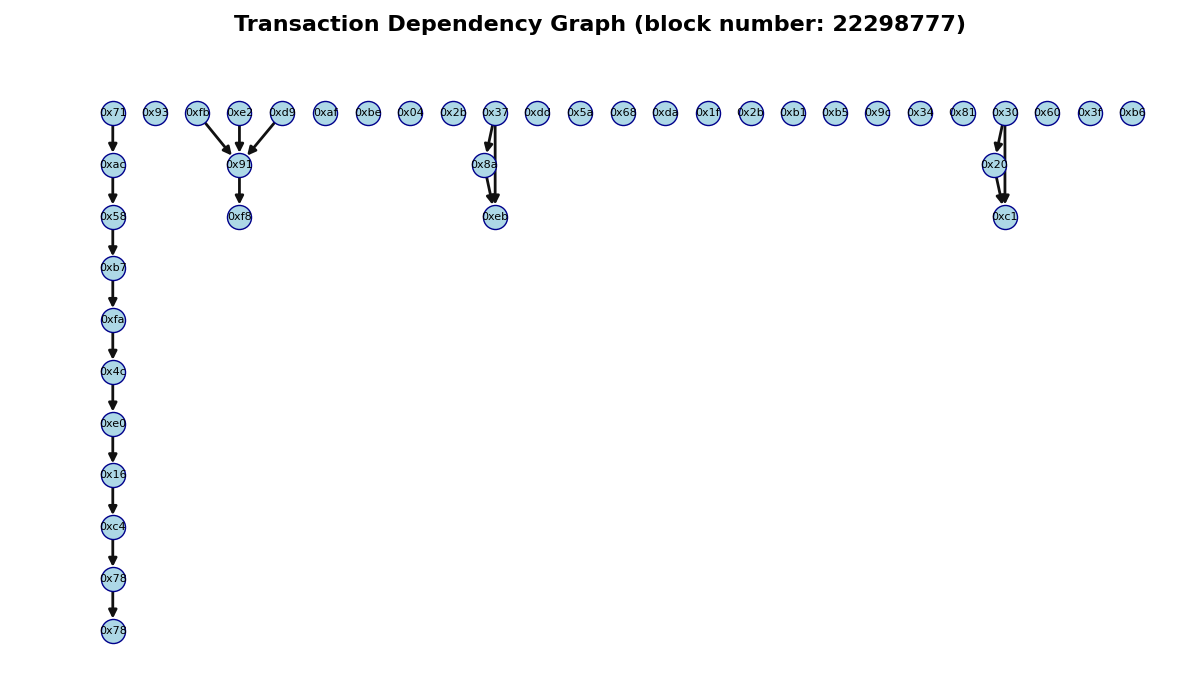 Transaction Dependency Graph (block number: 22298777)
0x71 0x93 0xfb 0xe2 0xd9 0xaf 0xbe 0x04 0x2b 0x37 0xdd 0x5a 0x68 0xda 0x1f 0x2b 0xb1 0xb5 0x9c 0x34 0x81 0x30 0x60 0x3f 0xb6
0xac 0x91 0x8a 0x20
0x58 0xf8 0xeb 0xc1
0xb7
0xfa
0x4c
0xe0
0x16
0xc4
0x78
0x78